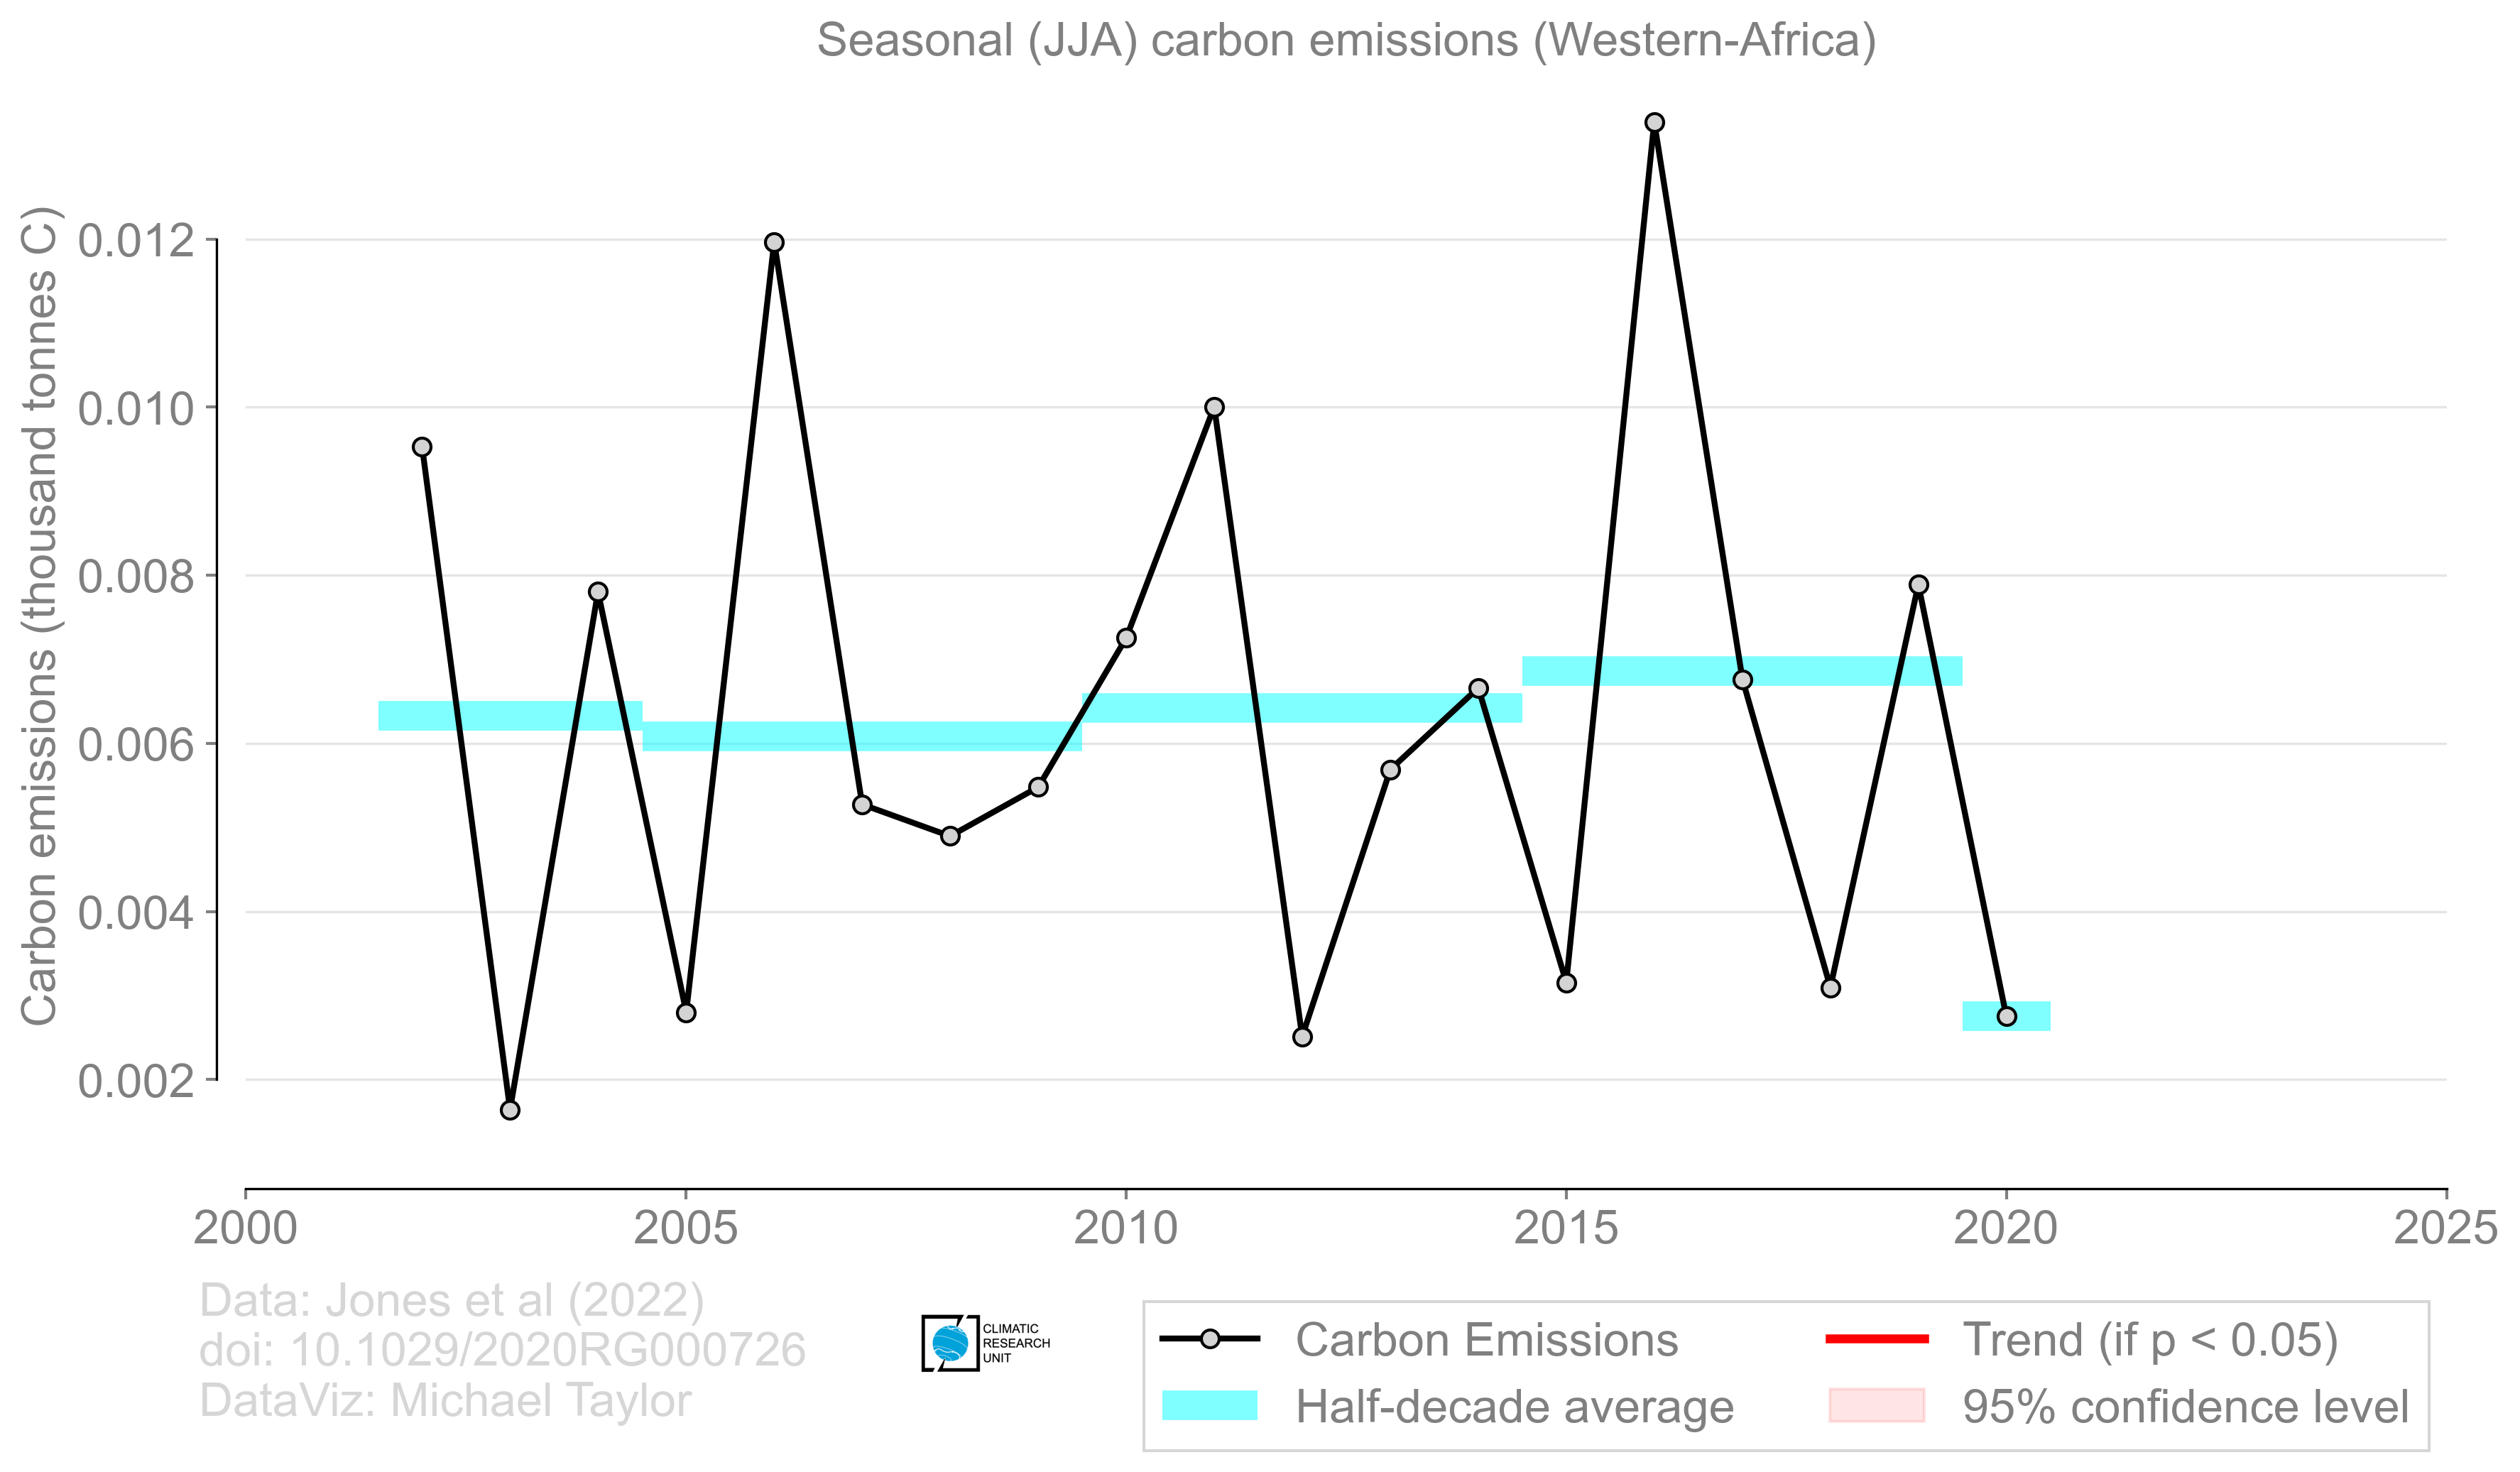 Seasonal (JJA) carbon emissions (Western-Africa)
Carbon emissions (thousand tonnes C)
0.012
0.010
0.008
0.006
0.004
0.002
2000 2005 2010 2015 2020 2025
Data: Jones et al (2022)
doi: 10.1029/2020RG000726
DataViz: Michael Taylor
CLIMATIC
RESEARCH
UNIT
Carbon Emissions
Half-decade average
Trend (if p < 0.05)
95% confidence level